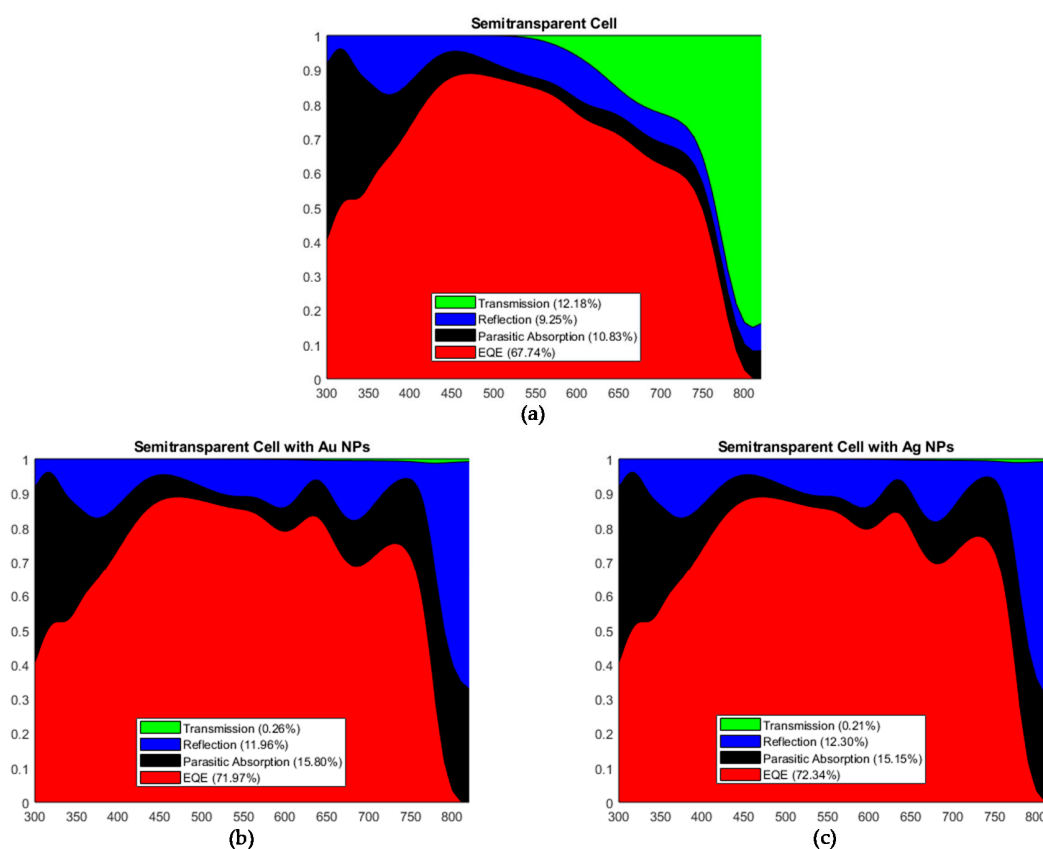 Semitransparent Cell
1
0.9
0.8
0.7
0.6
0.5
0.4
0.3
0.2
0.1
0
Transmission (12.18%)
Reflection (9.25%)
Parasitic Absorption (10.83%)
EQE (67.74%)
300 350 400 450 500 550 600 650 700 750 800
(a)
Semitransparent Cell with Au NPs
1
0.9
0.8
0.7
0.6
0.5
0.4
0.3
0.2
0.1
0
Transmission (0.26%)
Reflection (11.96%)
Parasitic Absorption (15.80%)
EQE (71.97%)
300 350 400 450 500 550 600 650 700 750 800
(b)
Semitransparent Cell with Ag NPs
1
0.9
0.8
0.7
0.6
0.5
0.4
0.3
0.2
0.1
0
Transmission (0.21%)
Reflection (12.30%)
Parasitic Absorption (15.15%)
EQE (72.34%)
300 350 400 450 500 550 600 650 700 750 800
(c)